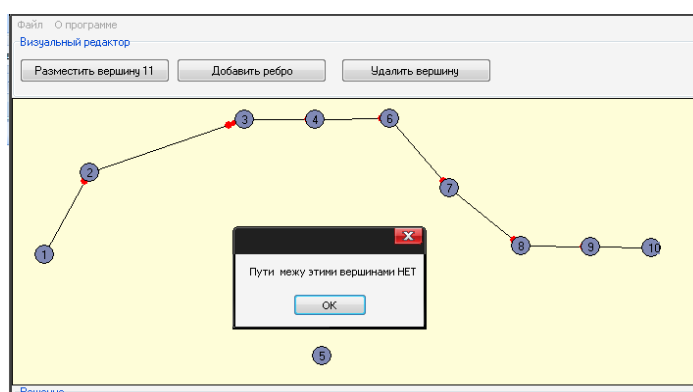 Файл О программе
Визуальный редактор
Разместить вершину 11 Добавить ребро Удалить вершину
3 4 6
2
7
1 8 9 10
Пути межу этими вершинами НЕТ
OK
5
Решение